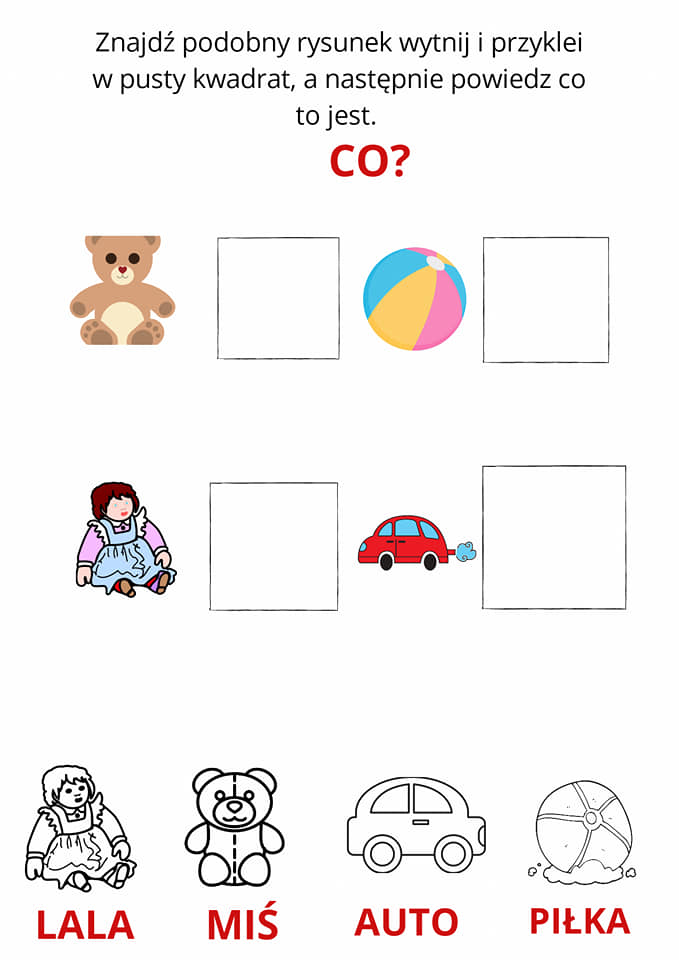 Znajdź podobny rysunek wytnij i przyklei
w pusty kwadrat, a następnie powiedz co
to jest.
CO?
LALA MIŚ AUTO PIŁKA